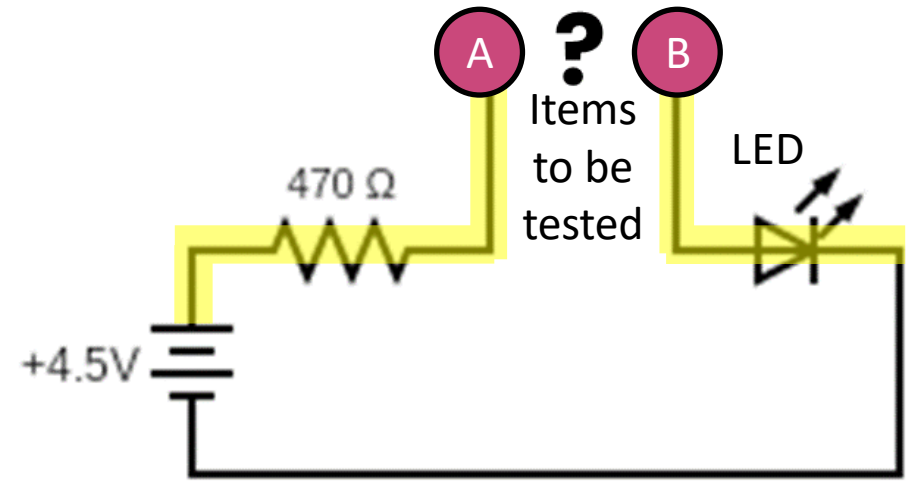 A
?
B
Items
to be
tested
LED
470 Ω
+4.5V